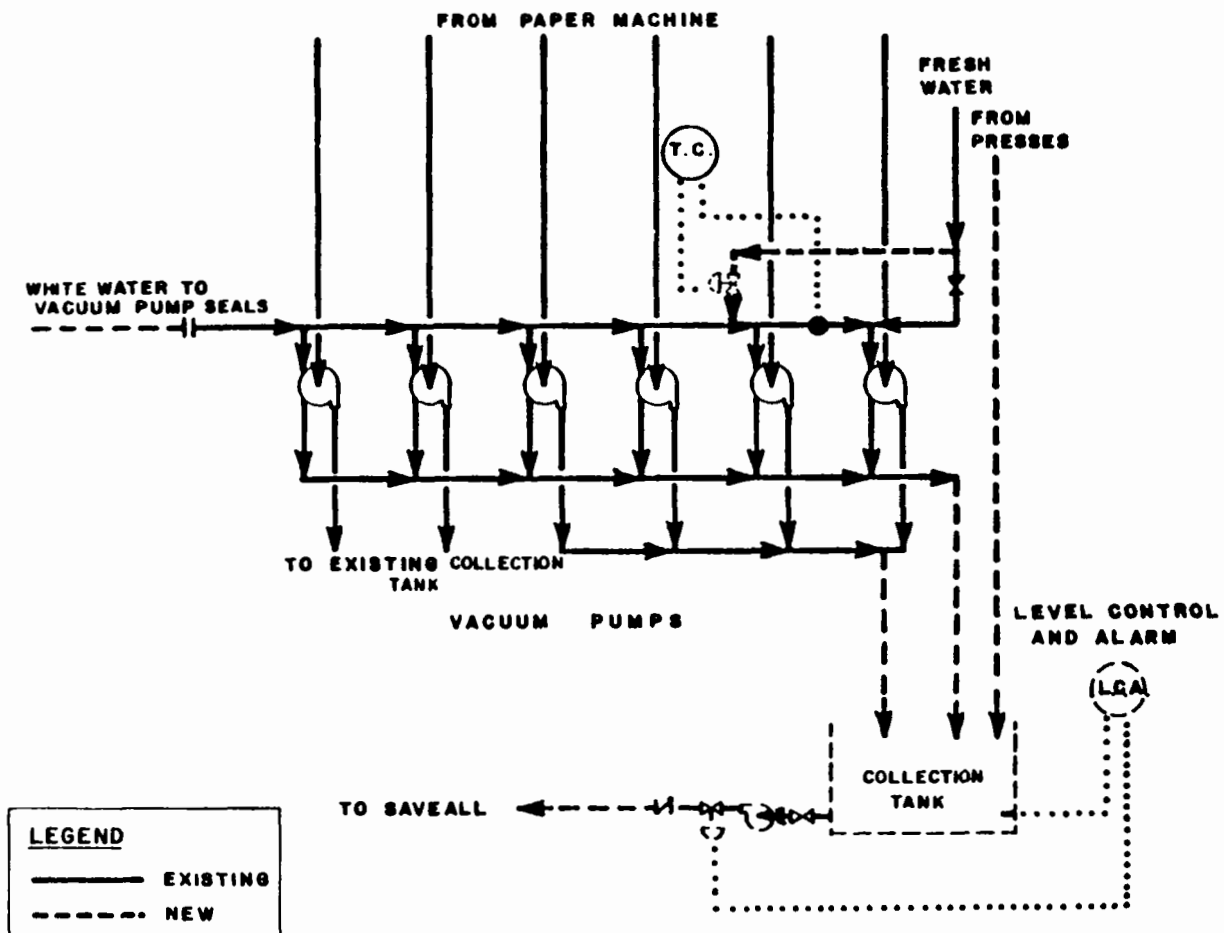 FROM PAPER MACHINE
FRESH
WATER
FROM
PRESSES
T.C.
WHITE WATER TO
VACUUM PUMP SEALS
TO EXISTING COLLECTION
TANK
VACUUM PUMPS
LEVEL CONTROL
AND ALARM
L.C.A
COLLECTION
TANK
TO SAVEALL
LEGEND
EXISTING
NEW